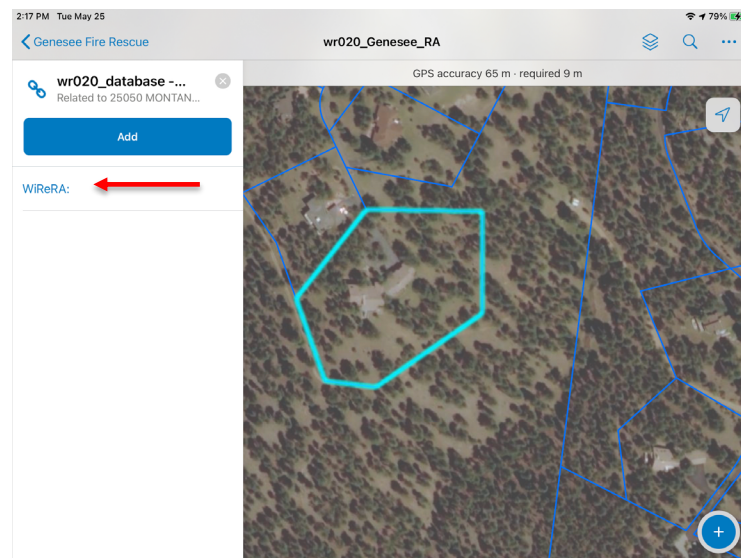 2:17 PM Tue May 25
79%
Genesee Fire Rescue
wr020_Genesee_RA
GPS accuracy 65 m · required 9 m
wr020_database -...
Related to 25050 MONTAN...
Add
WiReRA: